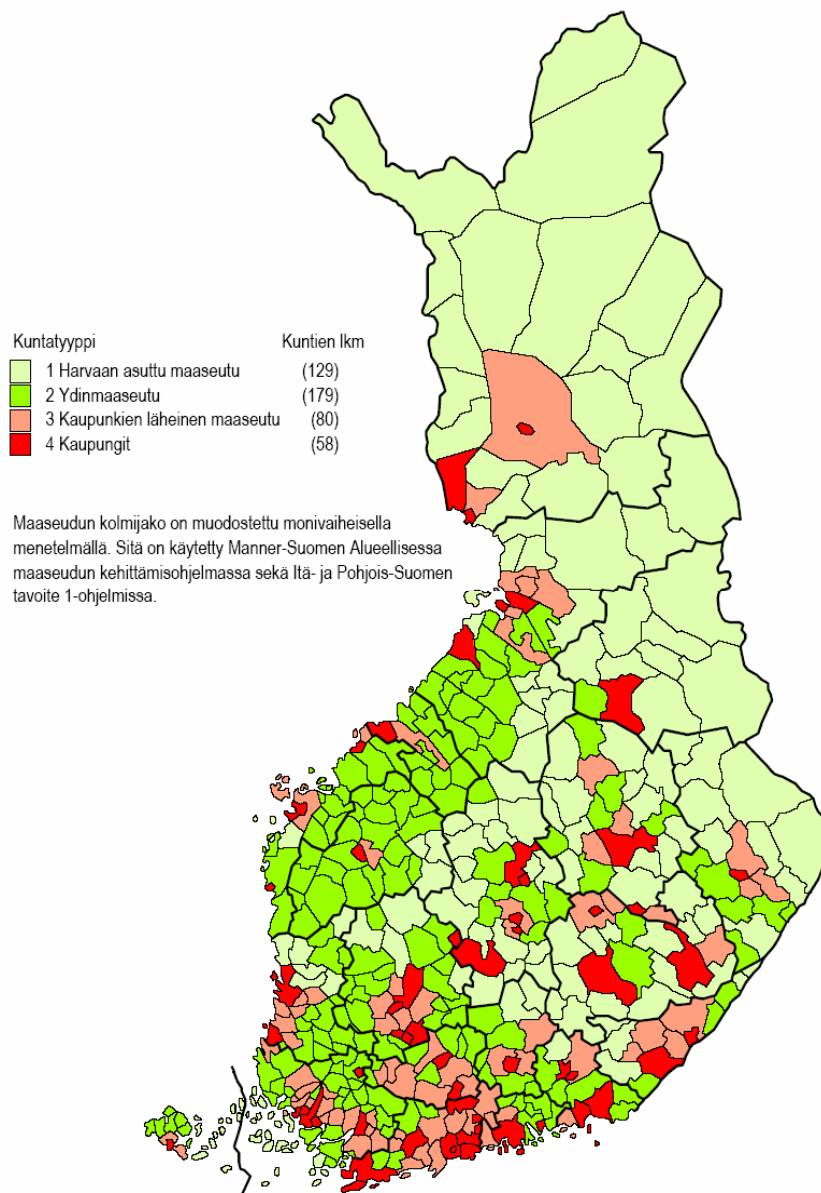 Kuntatyyppi Kuntien lkm
1 Harvaan asuttu maaseutu (129)
2 Ydinmaaseutu (179)
3 Kaupunkien läheinen maaseutu (80)
4 Kaupungit (58)
Maaseudun kolmijako on muodostettu monivaiheisella
menetelmällä. Sitä on käytetty Manner-Suomen Alueellisessa
maaseudun kehittämisohjelmassa sekä Itä- ja Pohjois-Suomen
tavoite 1-ohjelmissa.